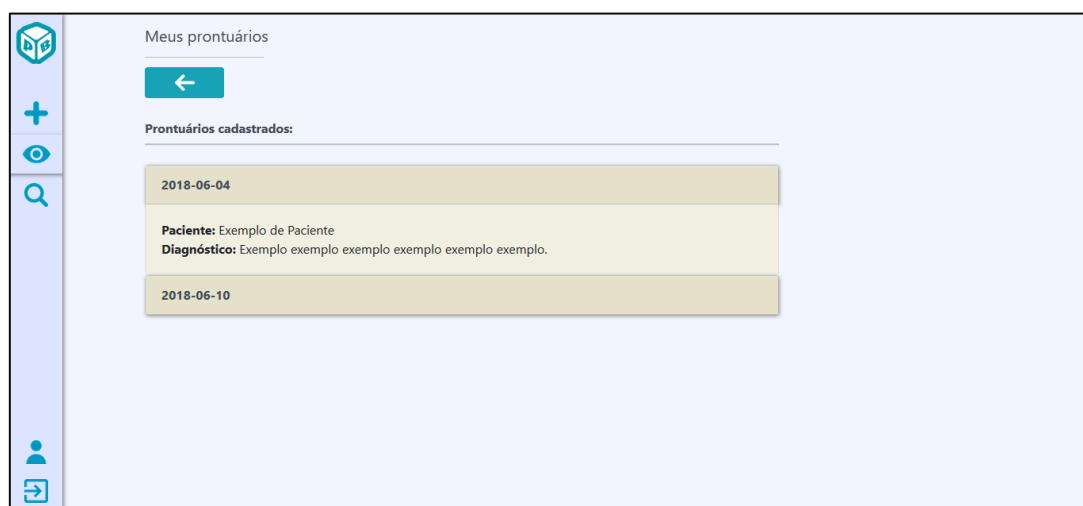 DB
Meus prontuários
Prontuários cadastrados:
2018-06-04
Paciente: Exemplo de Paciente
Diagnóstico: Exemplo exemplo exemplo exemplo exemplo exemplo.
2018-06-10